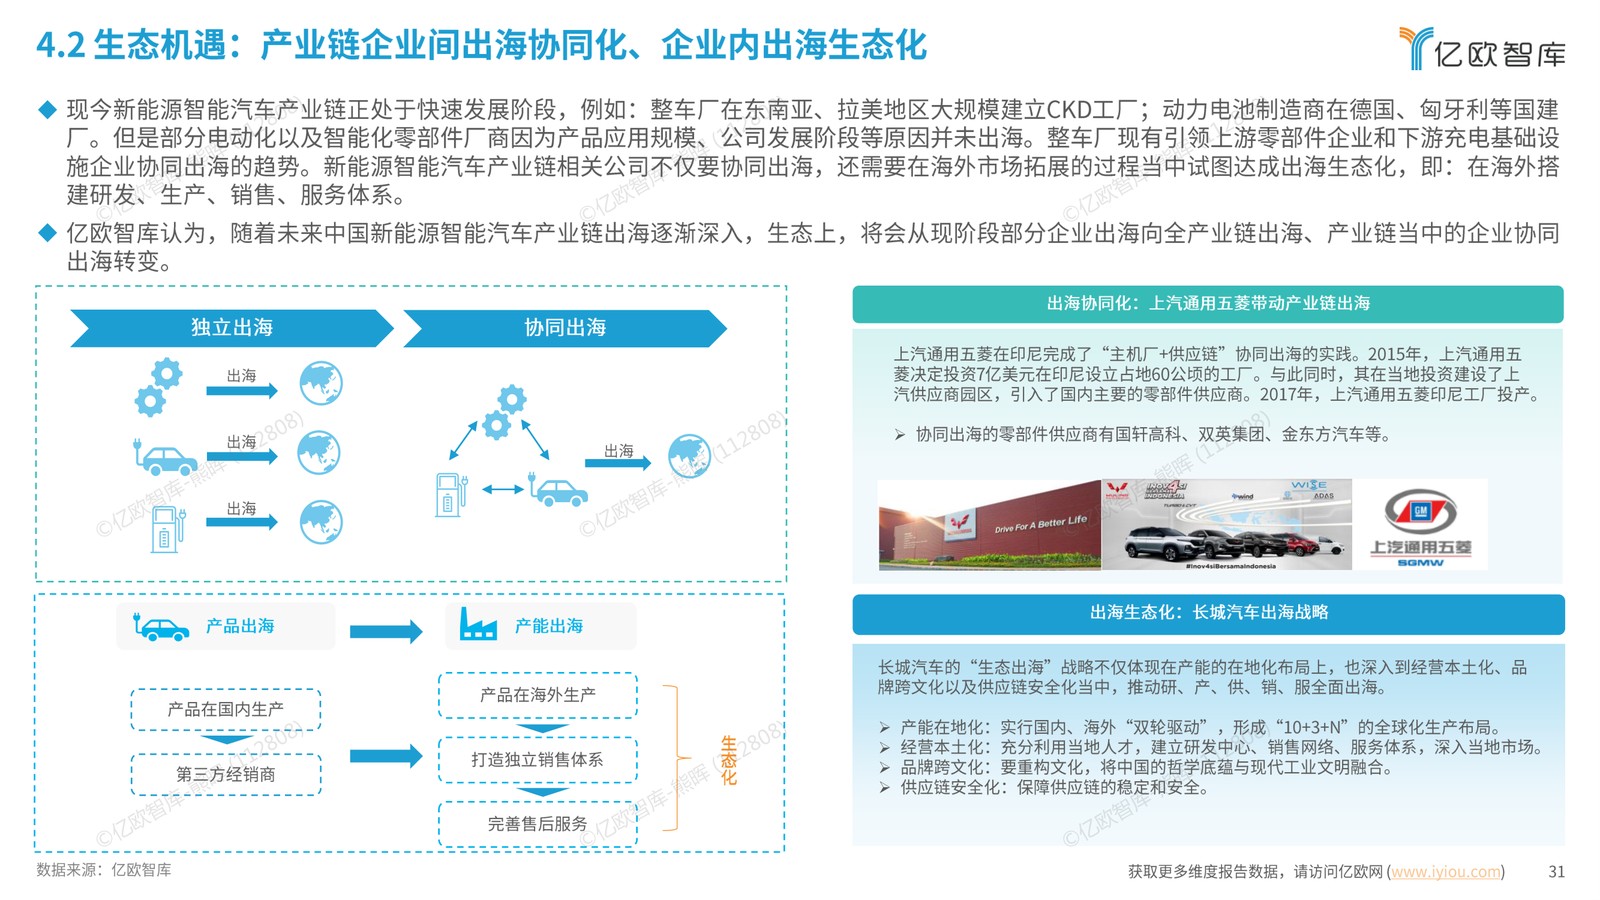 4.2 生态机遇：产业链企业间出海协同化、企业内出海生态化
亿欧智库
现今新能源智能汽车产业链正处于快速发展阶段，例如：整车厂在东南亚、拉美地区大规模建立CKD工厂；动力电池制造商在德国、匈牙利等国建
厂。但是部分电动化以及智能化零部件厂商因为产品应用规模、公司发展阶段等原因并未出海。整车厂现有引领上游零部件企业和下游充电基础设
施企业协同出海的趋势。新能源智能汽车产业链相关公司不仅要协同出海，还需要在海外市场拓展的过程当中试图达成出海生态化，即：在海外搭
建研发、生产、销售、服务体系。
亿欧智库认为，随着未来中国新能源智能汽车产业链出海逐渐深入，生态上，将会从现阶段部分企业出海向全产业链出海、产业链当中的企业协同
出海转变。
独立出海
协同出海
出海
出海
出海
出海
产品出海
产能出海
产品在国内生产
第三方经销商
产品在海外生产
打造独立销售体系
完善售后服务
生态化
出海协同化：上汽通用五菱带动产业链出海
上汽通用五菱在印尼完成了“主机厂+供应链”协同出海的实践。2015年，上汽通用五
菱决定投资7亿美元在印尼设立占地60公顷的工厂。与此同时，其在当地投资建设了上
汽供应商园区，引入了国内主要的零部件供应商。2017年，上汽通用五菱印尼工厂投产。
➢ 协同出海的零部件供应商有国轩高科、双英集团、金东方汽车等。
Drive For A Better Life
WULING
INOV4SI
INDONESIA
wind
WISE
ADAS
#Inov4siBersamaIndonesia
GM
上汽通用五菱
SGMW
出海生态化：长城汽车出海战略
长城汽车的“生态出海”战略不仅体现在产能的在地化布局上，也深入到经营本土化、品
牌跨文化以及供应链安全化当中，推动研、产、供、销、服全面出海。
➢ 产能在地化：实行国内、海外“双轮驱动”，形成“10+3+N”的全球化生产布局。
➢ 经营本土化：充分利用当地人才，建立研发中心、销售网络、服务体系，深入当地市场。
➢ 品牌跨文化：要重构文化，将中国的哲学底蕴与现代工业文明融合。
➢ 供应链安全化：保障供应链的稳定和安全。
数据来源：亿欧智库
获取更多维度报告数据，请访问亿欧网 (www.iyiou.com)
31
©亿欧智库-熊晖 (112808)